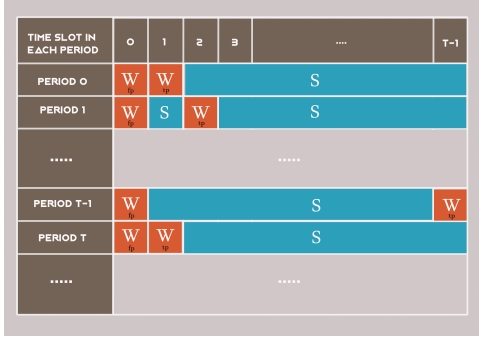 TIME SLOT IN EACH PERIOD 0 1 2 3 .... T-1
PERIOD 0 W fp W tp S
PERIOD 1 W fp S W tp S
..... .....
PERIOD T-1 W fp S W tp
PERIOD T W fp W tp S
..... .....